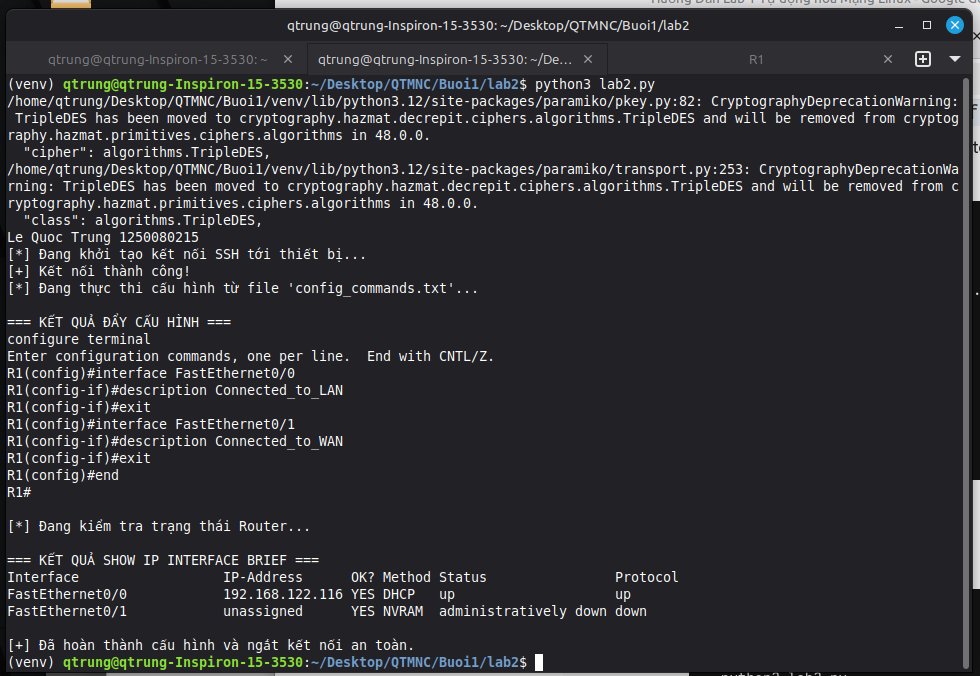 Hướng Dẫn Lab 1 Tự động hóa Mạng Linux - Google
qtrung@qtrung-Inspiron-15-3530: ~/Desktop/QTMNC/Buoi1/lab2
qtrung@qtrung-Inspiron-15-3530: ~
qtrung@qtrung-Inspiron-15-3530: ~/De...
R1
(venv) qtrung@qtrung-Inspiron-15-3530:~/Desktop/QTMNC/Buoi1/lab2$ python3 lab2.py
/home/qtrung/Desktop/QTMNC/Buoi1/venv/lib/python3.12/site-packages/paramiko/pkey.py:82: CryptographyDeprecationWarning:
 TripleDES has been moved to cryptography.hazmat.decrepit.ciphers.algorithms.TripleDES and will be removed from cryptog
raphy.hazmat.primitives.ciphers.algorithms in 48.0.0.
  "cipher": algorithms.TripleDES,
/home/qtrung/Desktop/QTMNC/Buoi1/venv/lib/python3.12/site-packages/paramiko/transport.py:253: CryptographyDeprecationWa
rning: TripleDES has been moved to cryptography.hazmat.decrepit.ciphers.algorithms.TripleDES and will be removed from c
ryptography.hazmat.primitives.ciphers.algorithms in 48.0.0.
  "class": algorithms.TripleDES,
Le Quoc Trung 1250080215
[*] Đang khởi tạo kết nối SSH tới thiết bị...
[+] Kết nối thành công!
[*] Đang thực thi cấu hình từ file 'config_commands.txt'...
=== KẾT QUẢ ĐẨY CẤU HÌNH ===
configure terminal
Enter configuration commands, one per line.  End with CNTL/Z.
R1(config)#interface FastEthernet0/0
R1(config-if)#description Connected_to_LAN
R1(config-if)#exit
R1(config)#interface FastEthernet0/1
R1(config-if)#description Connected_to_WAN
R1(config-if)#exit
R1(config)#end
R1#
[*] Đang kiểm tra trạng thái Router...
=== KẾT QUẢ SHOW IP INTERFACE BRIEF ===
Interface                  IP-Address      OK? Method Status                Protocol
FastEthernet0/0            192.168.122.116 YES DHCP   up                    up
FastEthernet0/1            unassigned      YES NVRAM  administratively down down
[+] Đã hoàn thành cấu hình và ngắt kết nối an toàn.
(venv) qtrung@qtrung-Inspiron-15-3530:~/Desktop/QTMNC/Buoi1/lab2$